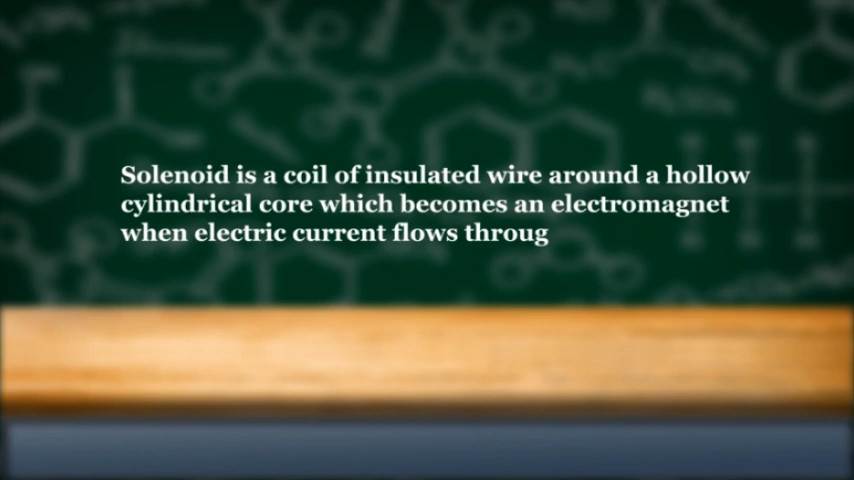 Solenoid is a coil of insulated wire around a hollow
cylindrical core which becomes an electromagnet
when electric current flows throug